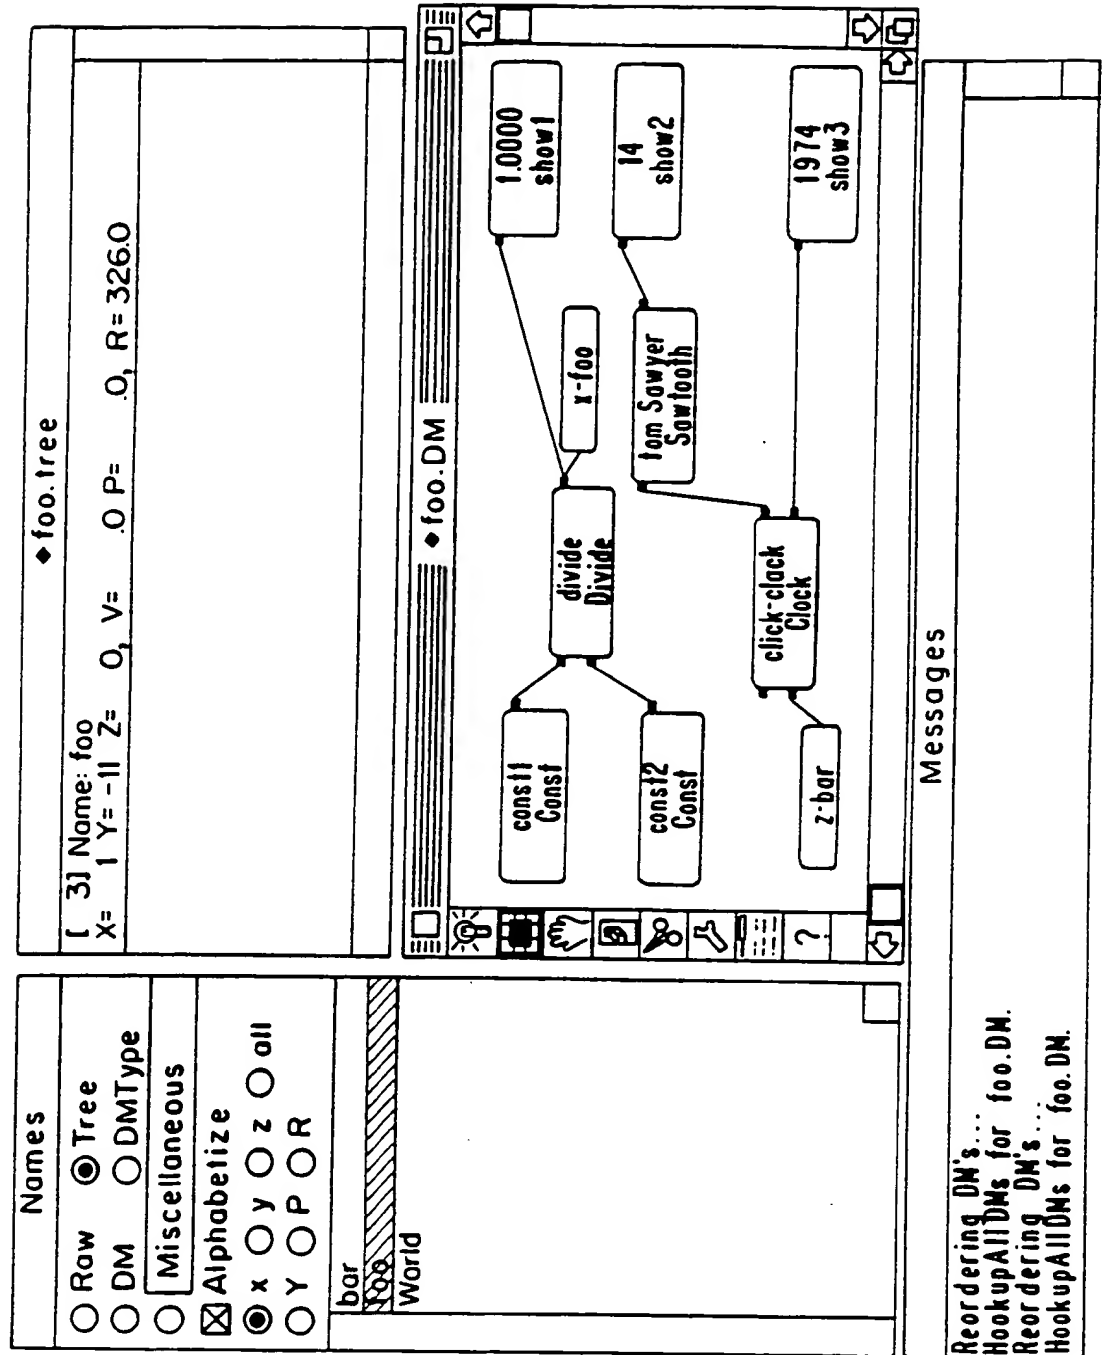 Names
Raw Tree
DM DMType
Miscellaneous
Alphabetize
x y z all
Y P R
bar
foo
World
◆foo.tree
[ 3] Name: foo
X= 1 Y= -11 Z= 0, V= .0 P= .0, R= 326.0
◆foo.DM
?
const1
Const
const2
Const
z-bar
divide
Divide
click-clack
Clock
x-foo
tom Sawyer
Sawtooth
1.0000
show1
14
show2
1974
show3
Messages
Reordering DM's...
HookupAllDMs for foo.DM.
Reordering DM's...
HookupAllDMs for foo.DM.